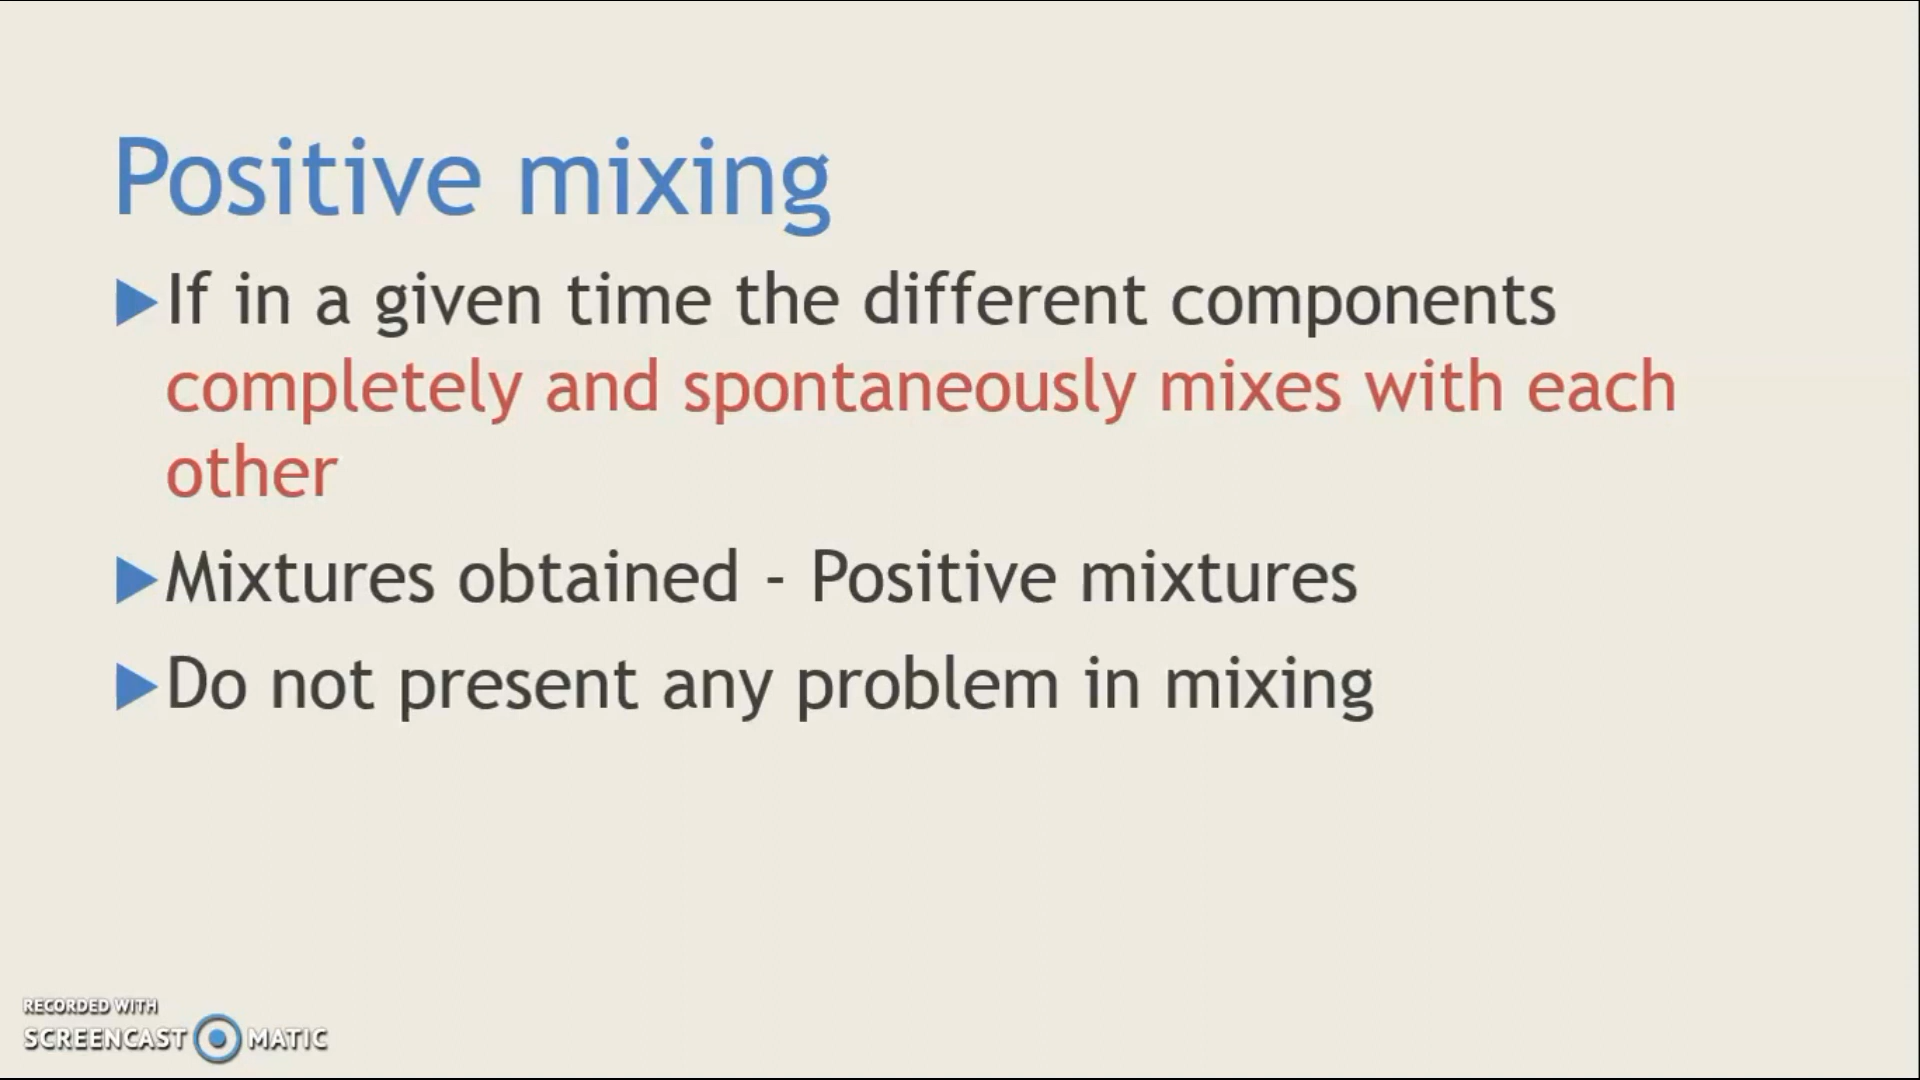 Positive mixing
▶If in a given time the different components
completely and spontaneously mixes with each
other
▶Mixtures obtained - Positive mixtures
▶Do not present any problem in mixing
RECORDED WITH
SCREENCAST MATIC